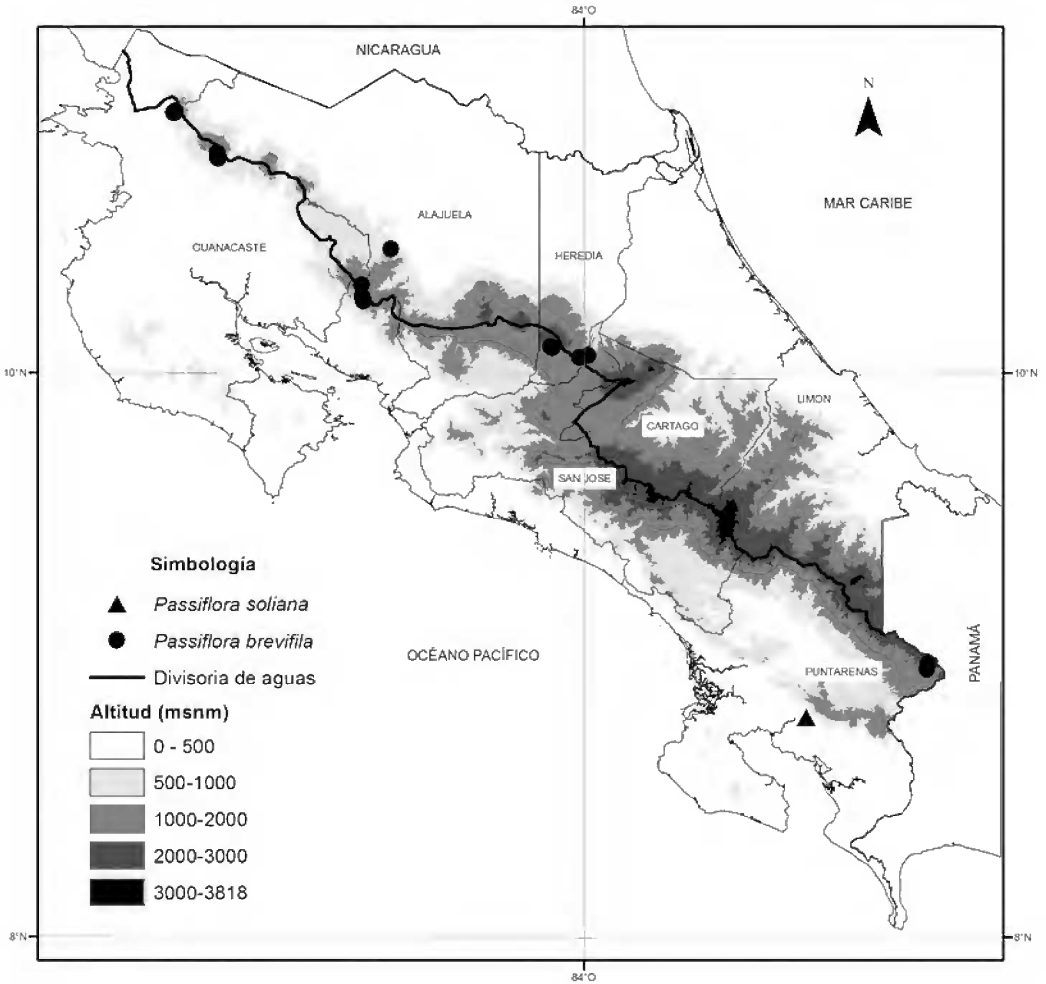 84°O
NICARAGUA
N
MAR CARIBE
ALAJUELA
GUANACASTE
HEREDIA
10°N
10°N
LIMON
CARTAGO
SAN JOSE
Simbología
Passiflora soliana
Passiflora brevifila
Divisoria de aguas
OCÉANO PACÍFICO
PANAMÁ
PUNTARENAS
Altitud (msnm)
0 - 500
500-1000
1000-2000
2000-3000
3000-3818
8°N
8°N
84°O